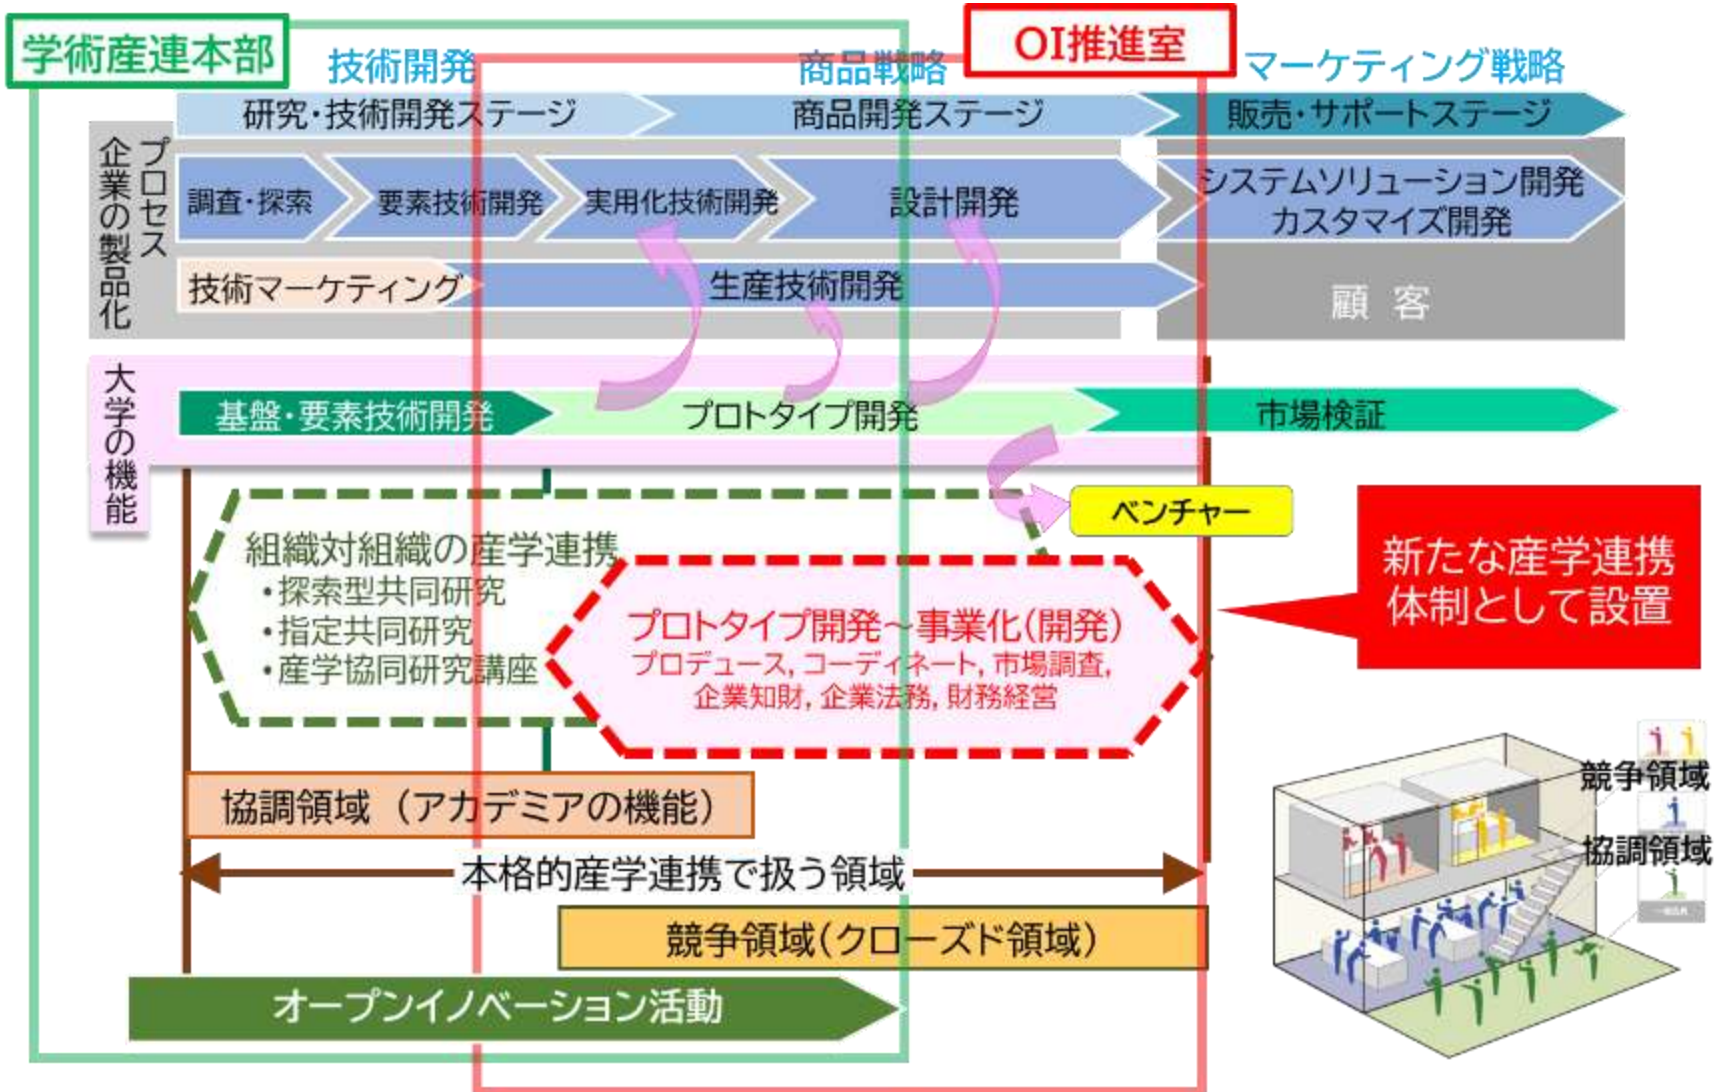 学術産連本部
OI推進室
技術開発
商品戦略
マーケティング戦略
研究・技術開発ステージ
商品開発ステージ
販売・サポートステージ
企業の製品化
プロセス
調査・探索
要素技術開発
実用化技術開発
設計開発
システムソリューション開発
カスタマイズ開発
技術マーケティング
生産技術開発
顧 客
大学の機能
基盤・要素技術開発
プロトタイプ開発
市場検証
ベンチャー
組織対組織の産学連携
・探索型共同研究
・指定共同研究
・産学協同研究講座
プロトタイプ開発～事業化(開発)
プロデュース, コーディネート, 市場調査,
企業知財, 企業法務, 財務経営
新たな産学連携
体制として設置
協調領域（アカデミアの機能）
本格的産学連携で扱う領域
競争領域(クローズド領域)
オープンイノベーション活動
競争領域
協調領域